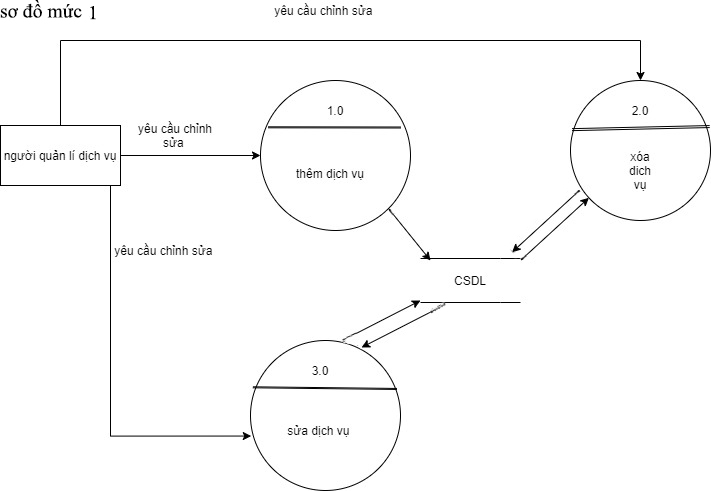 sơ đồ mức 1
yêu cầu chỉnh sửa
1.0
2.0
yêu cầu chỉnh
sửa
người quản lí dịch vụ
thêm dịch vụ
xóa
dich
vụ
yêu cầu chỉnh sửa
CSDL
3.0
sửa dịch vụ